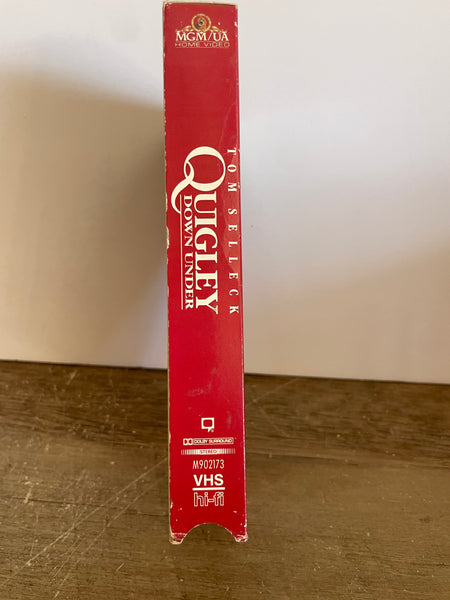 MGM/UA
HOME VIDEO
TOM SELLECK
QUIGLEY
DOWN UNDER
DOLBY SURROUND
STEREO
M902173
VHS
hi-fi